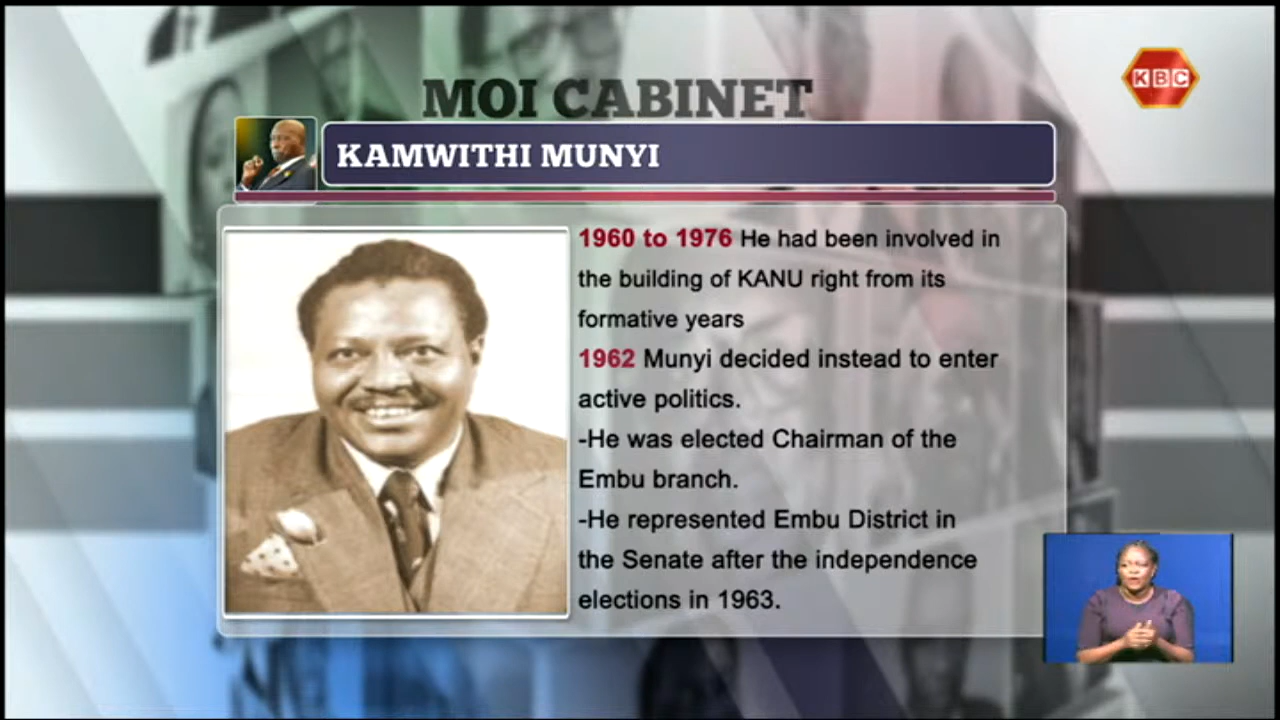 MOI CABINET
KBC
KAMWITHI MUNYI
1960 to 1976 He had been involved in
the building of KANU right from its
formative years
1962 Munyi decided instead to enter
active politics.
-He was elected Chairman of the
Embu branch.
-He represented Embu District in
the Senate after the independence
elections in 1963.